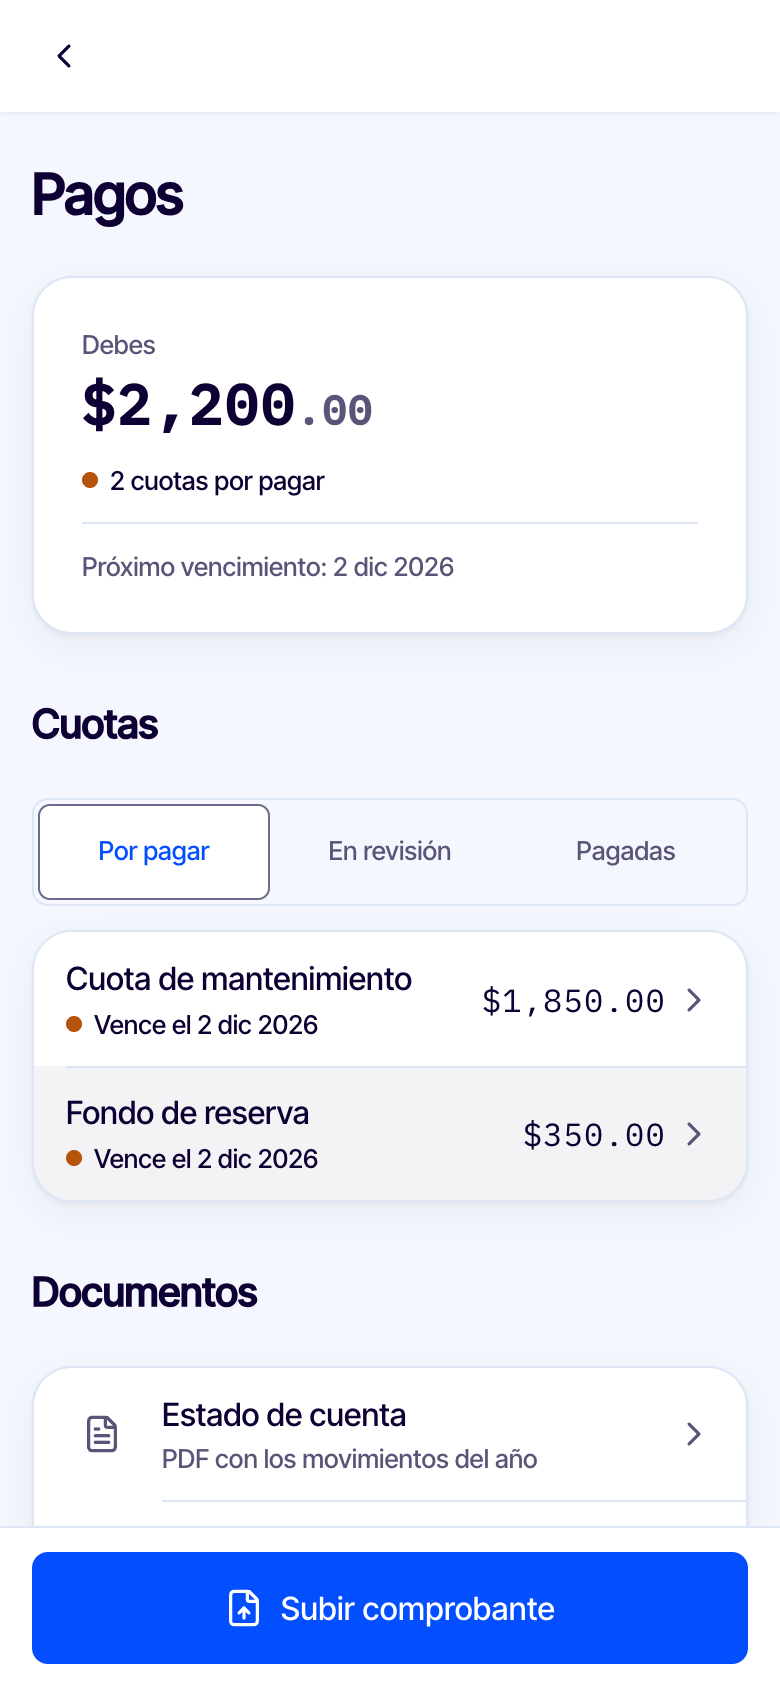 Pagos
Debes
$2,200.00
2 cuotas por pagar
Próximo vencimiento: 2 dic 2026
Cuotas
Por pagar
En revisión
Pagadas
Cuota de mantenimiento
$1,850.00
Vence el 2 dic 2026
Fondo de reserva
$350.00
Vence el 2 dic 2026
Documentos
Estado de cuenta
PDF con los movimientos del año
Subir comprobante